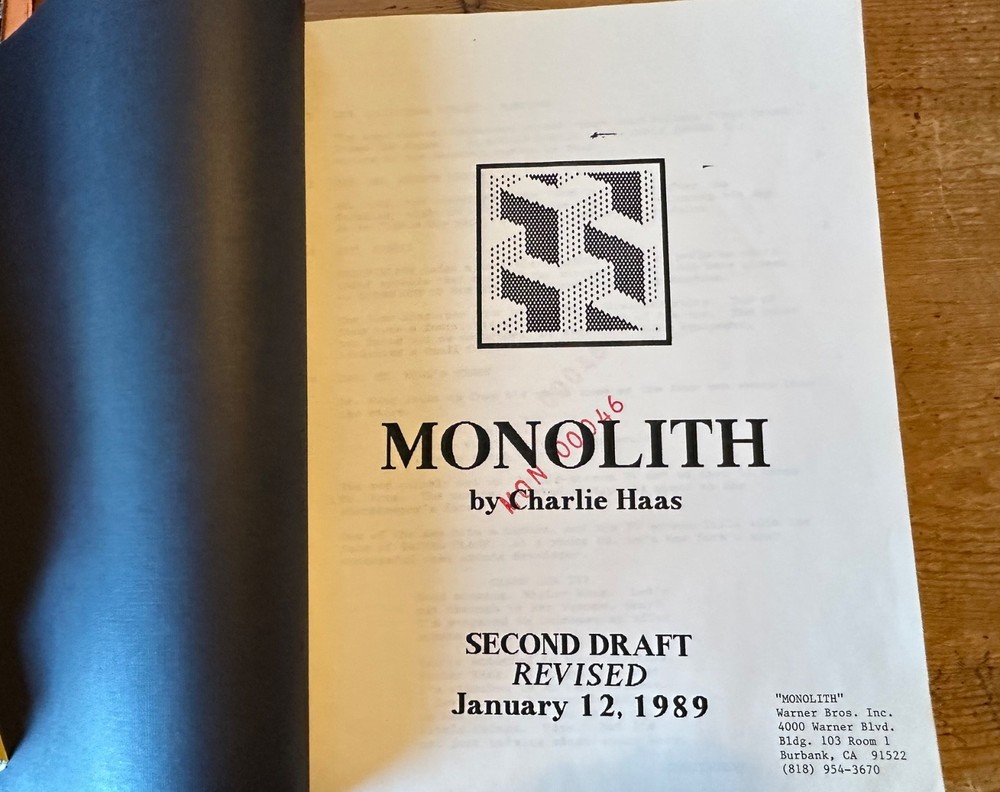 MONOLITH
MON 00046
by Charlie Haas
SECOND DRAFT
REVISED
January 12, 1989
"MONOLITH"
Warner Bros. Inc.
4000 Warner Blvd.
Bldg. 103 Room 1
Burbank, CA 91522
(818) 954-3670